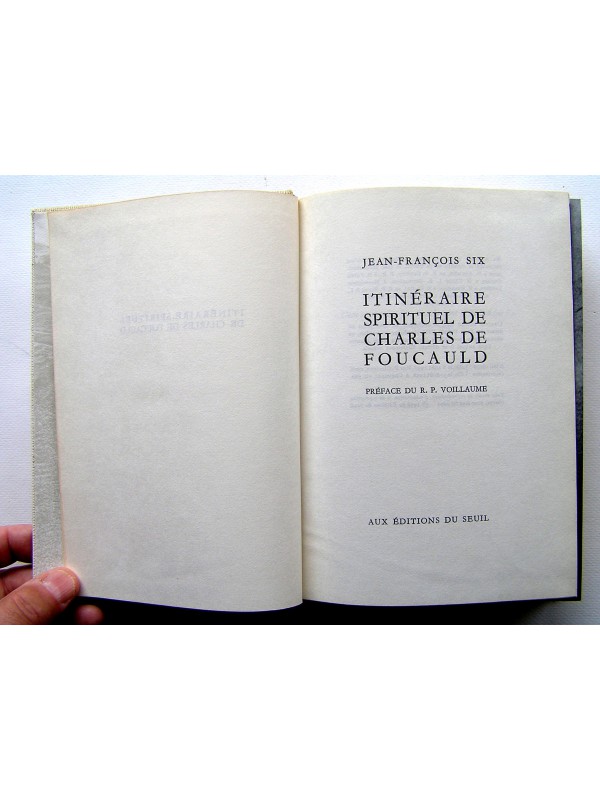 JEAN-FRANÇOIS SIX
ITINÉRAIRE
SPIRITUEL DE
CHARLES DE
FOUCAULD
PRÉFACE DU R. P. VOILLAUME
AUX ÉDITIONS DU SEUIL